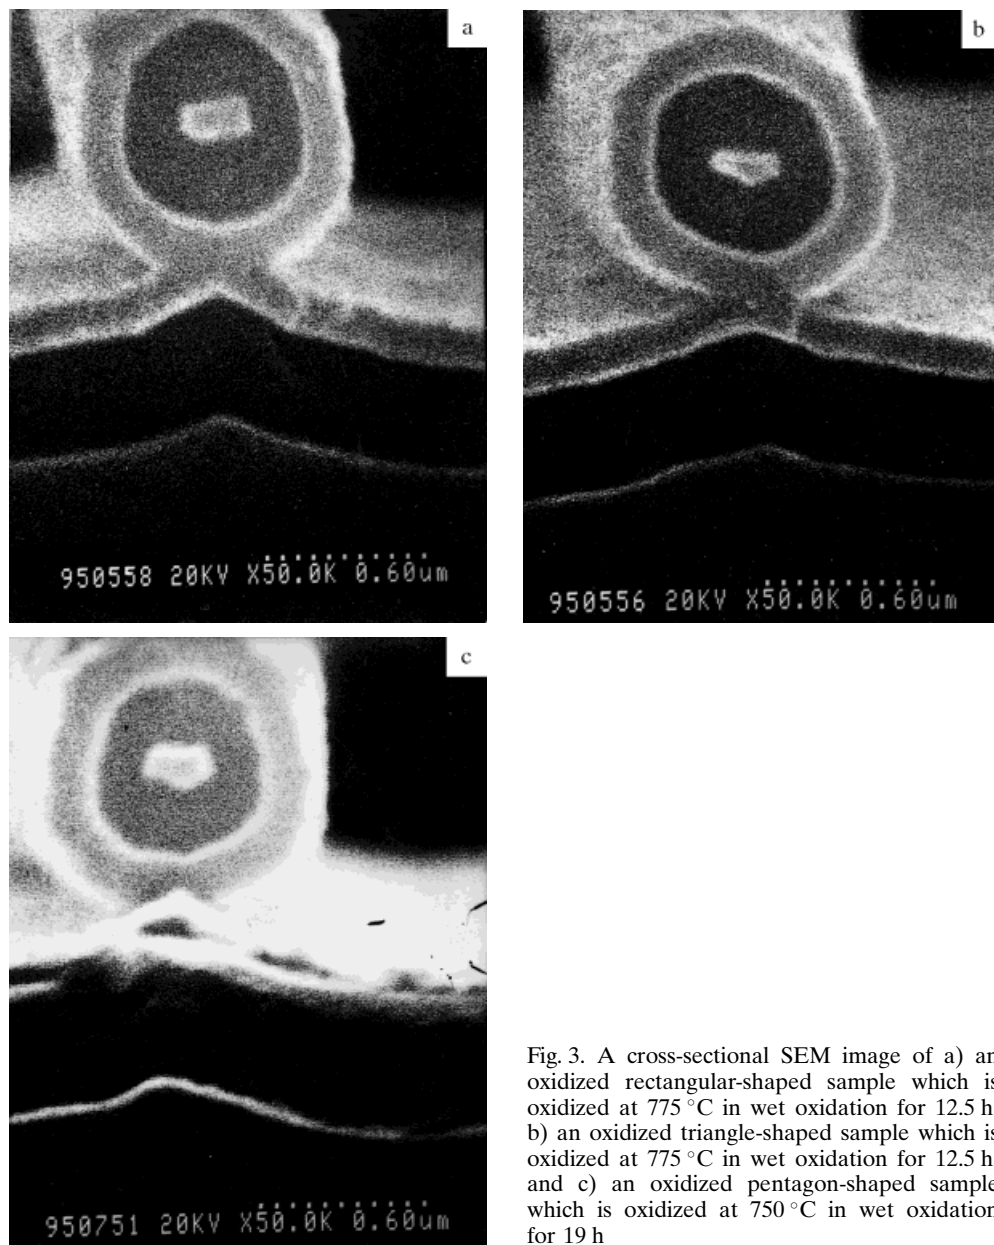 a
b
950558 20KV X50.0K 0.60um
950556 20KV X50.0K 0.60um
c
950751 20KV X50.0K 0.60um
Fig. 3. A cross-sectional SEM image of a) an
oxidized rectangular-shaped sample which is
oxidized at 775 °C in wet oxidation for 12.5 h
b) an oxidized triangle-shaped sample which is
oxidized at 775 °C in wet oxidation for 12.5 h
and c) an oxidized pentagon-shaped sample
which is oxidized at 750 °C in wet oxidation
for 19 h